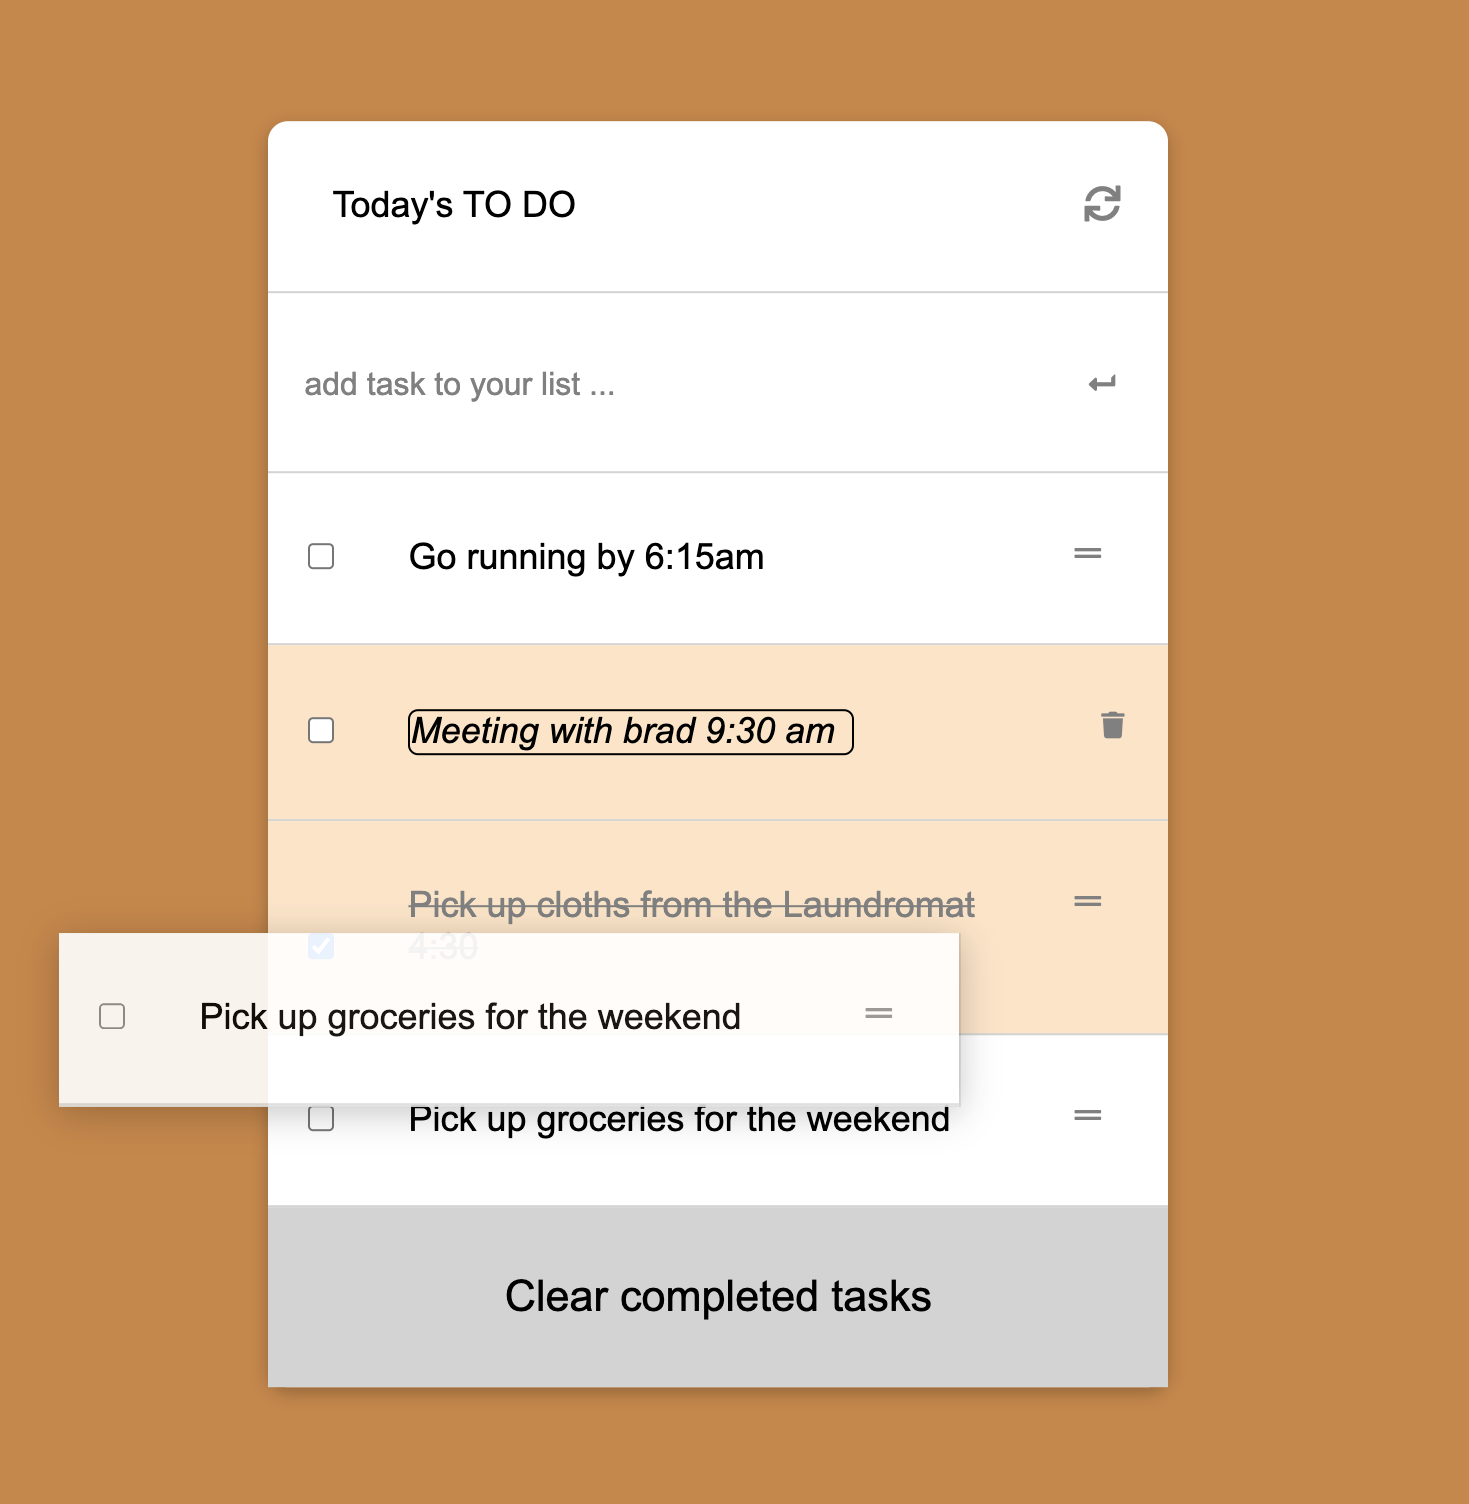 Today's TO DO
add task to your list ...
Go running by 6:15am
Meeting with brad 9:30 am
Pick up cloths from the Laundromat
4:30
Pick up groceries for the weekend
Pick up groceries for the weekend
Clear completed tasks